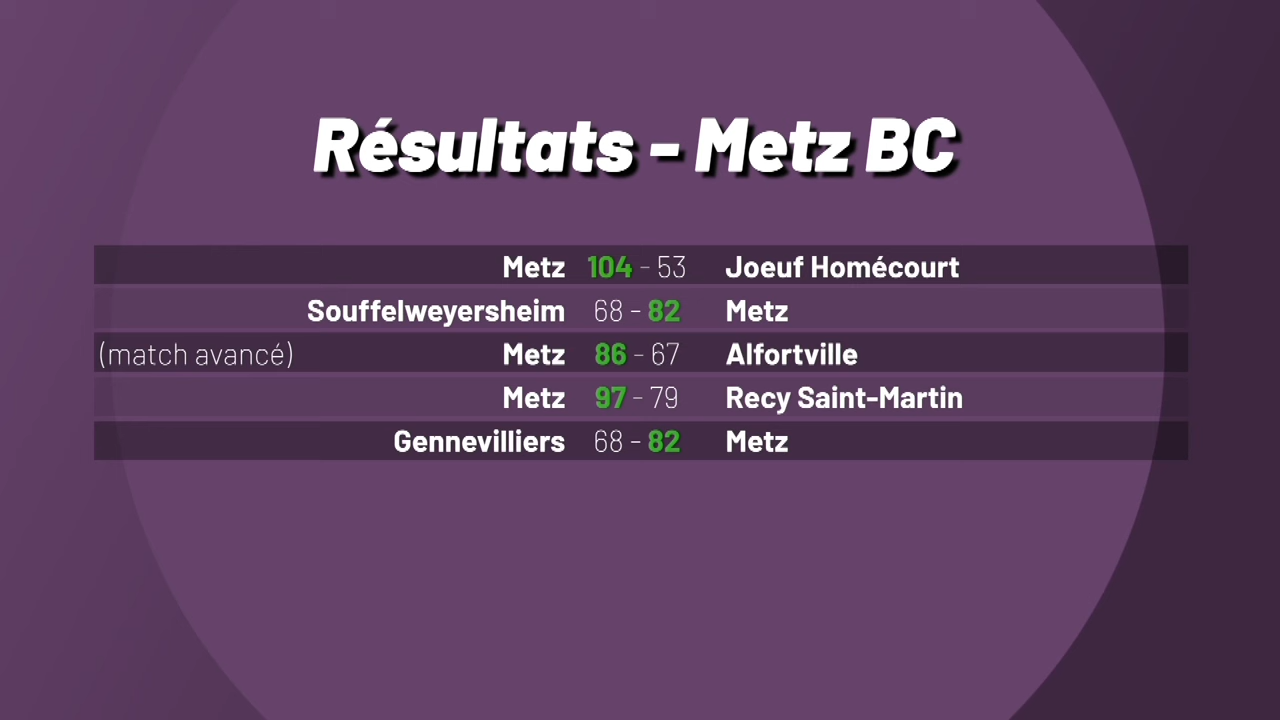 Résultats - Metz BC
Metz 104 - 53 Joeuf Homécourt
Souffelweyersheim 68 - 82 Metz
(match avancé) Metz 86 - 67 Alfortville
Metz 97 - 79 Recy Saint-Martin
Gennevilliers 68 - 82 Metz